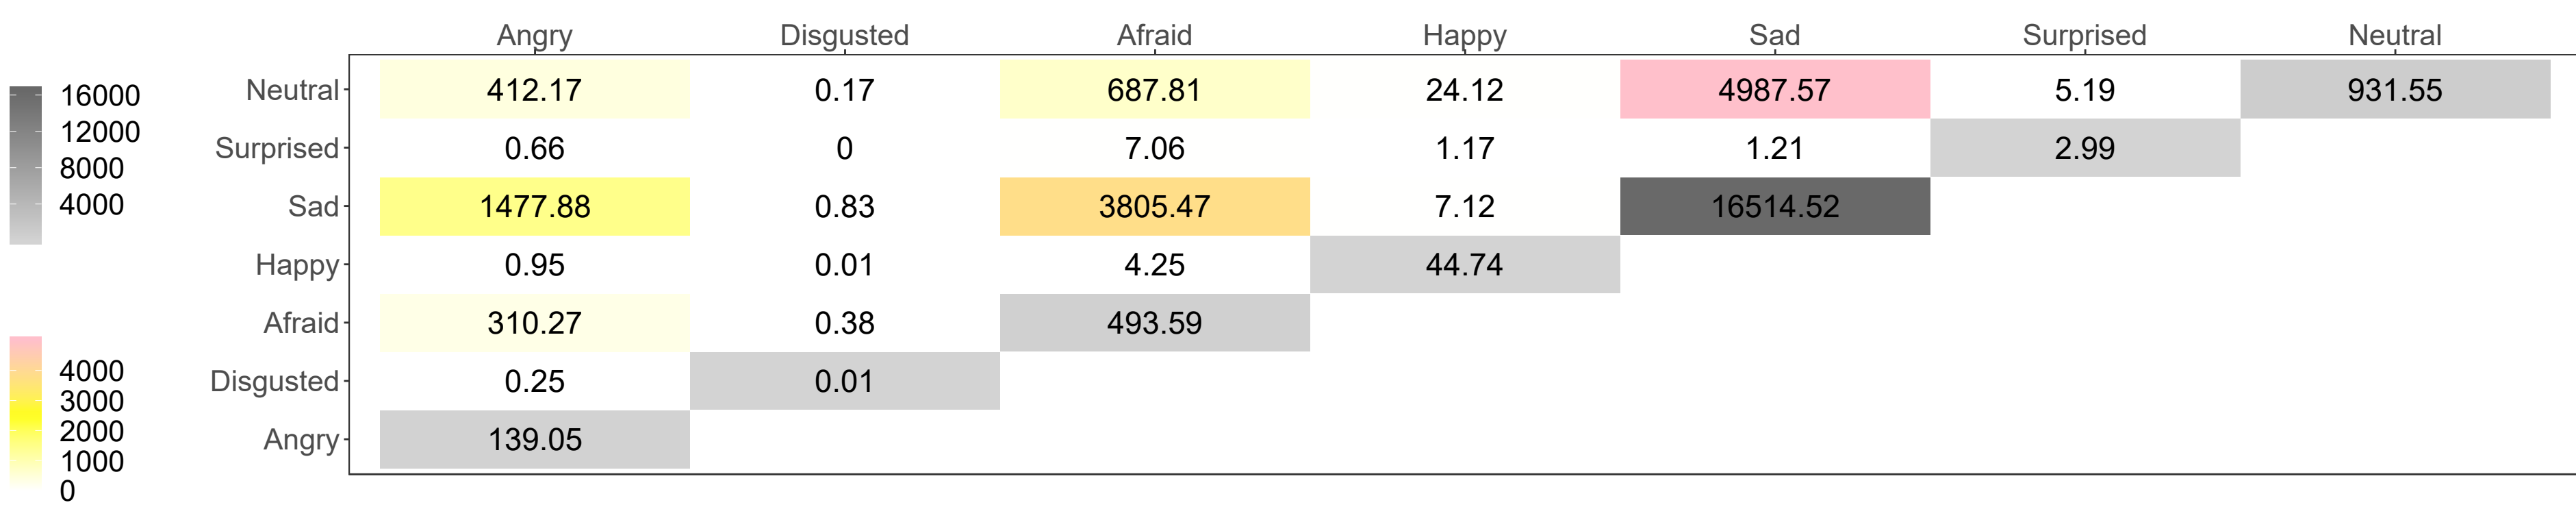 Angry Disgusted Afraid Happy Sad Surprised Neutral
Neutral 412.17 0.17 687.81 24.12 4987.57 5.19 931.55
Surprised 0.66 0 7.06 1.17 1.21 2.99
Sad 1477.88 0.83 3805.47 7.12 16514.52
Happy 0.95 0.01 4.25 44.74
Afraid 310.27 0.38 493.59
Disgusted 0.25 0.01
Angry 139.05
16000
12000
8000
4000
4000
3000
2000
1000
0